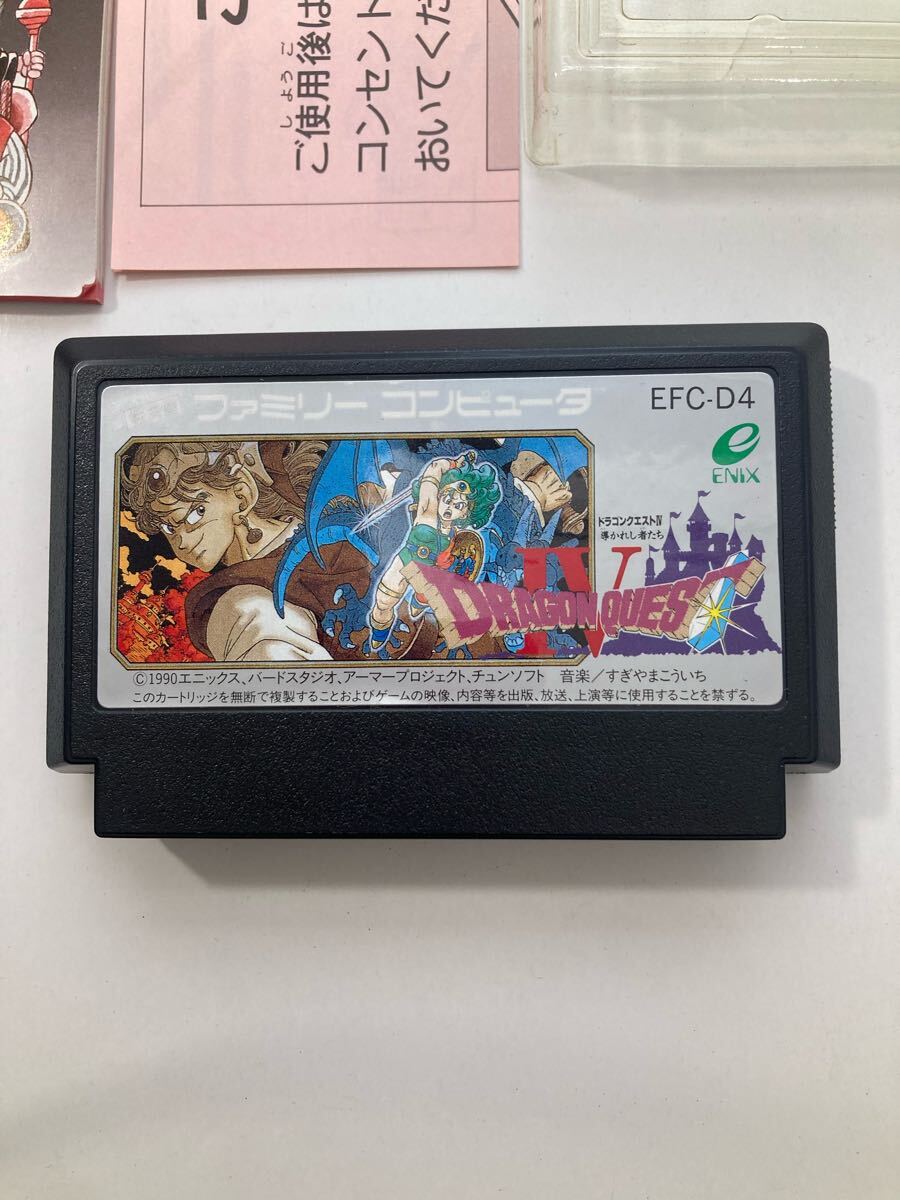 ご使用後は
しようご
コンセント
おいてくだ
ファミリー コンピュータ
EFC-D4
e
ENIX
ドラゴンクエストIV
導かれし者たち
IV
DRAGON QUEST
©1990エニックス、バードスタジオ、アーマープロジェクト、チュンソフト 音楽/すぎやまこういち
このカートリッジを無断で複製することおよびゲームの映像、内容等を出版、放送、上演等に使用することを禁ずる。